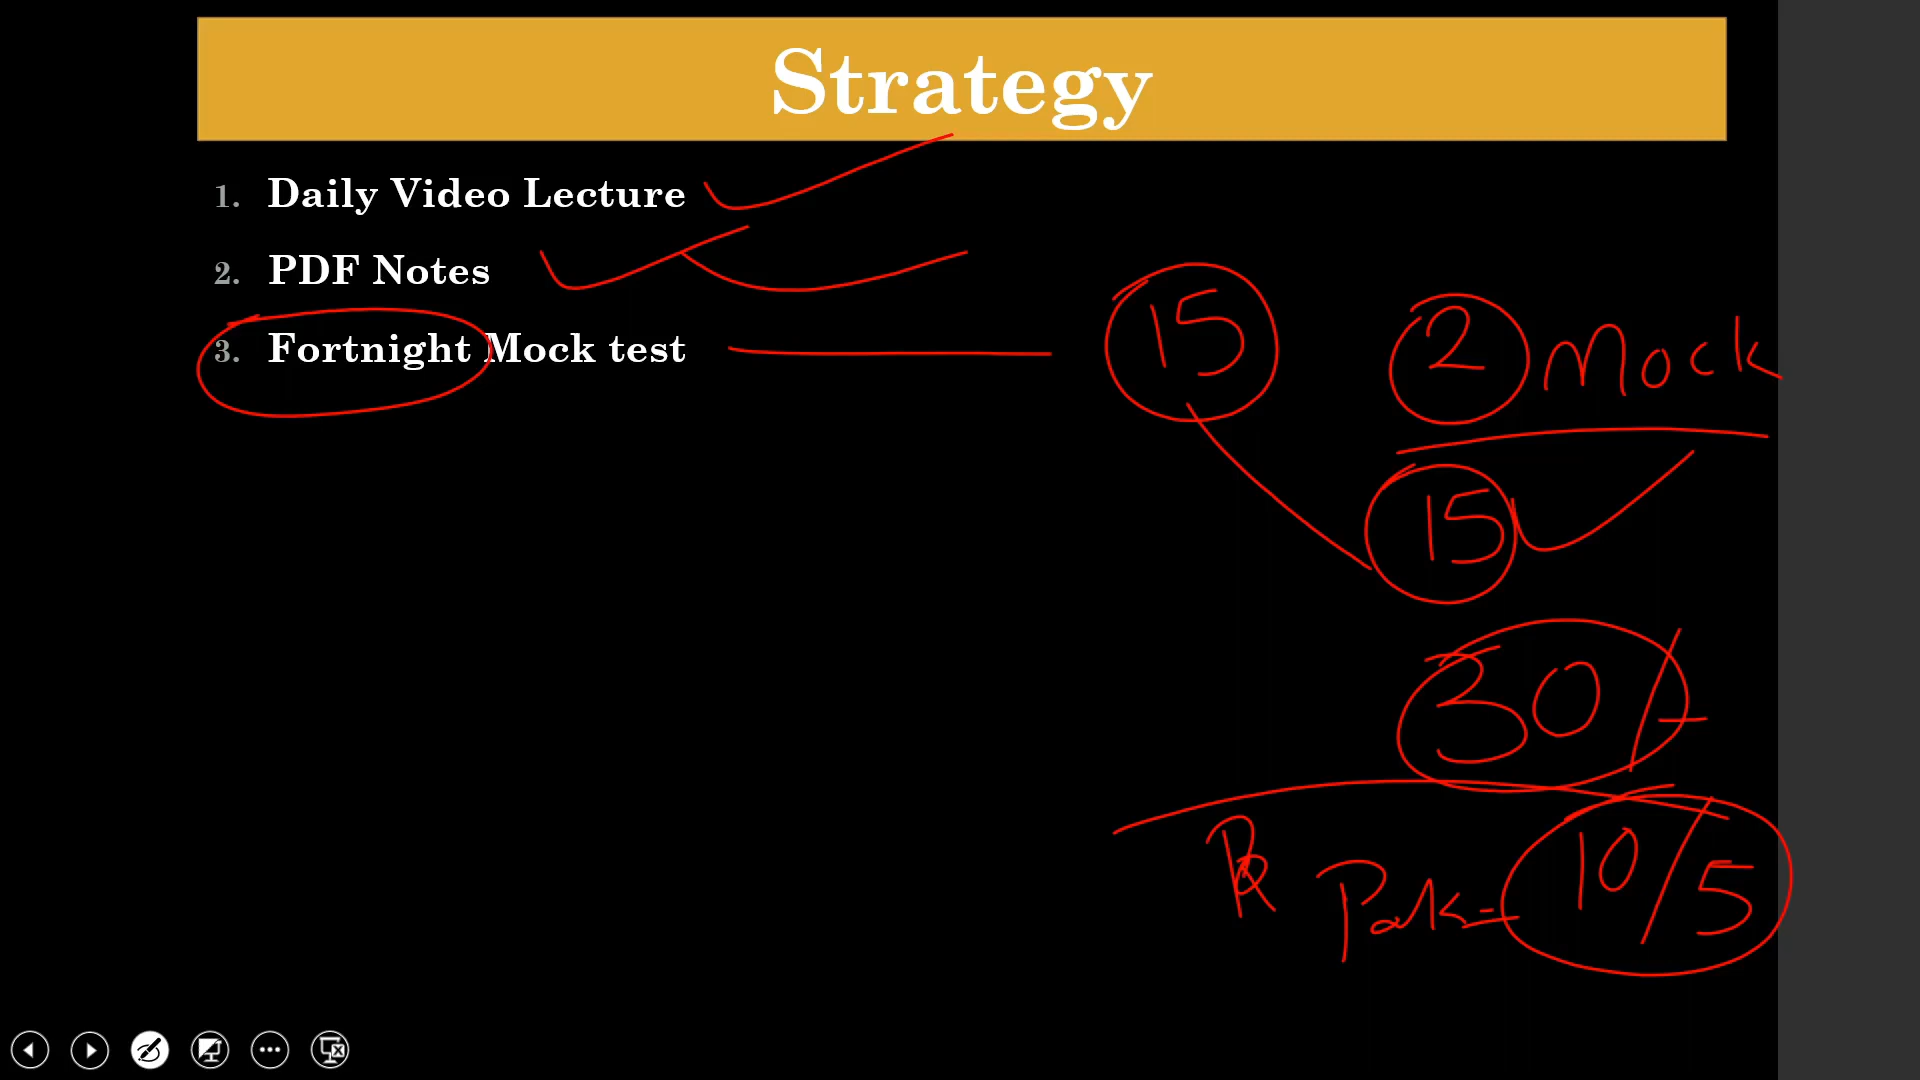 Strategy
1. Daily Video Lecture
2. PDF Notes
3. Fortnight Mock test
15
2 Mock
15
30/-
Pak = 10/5